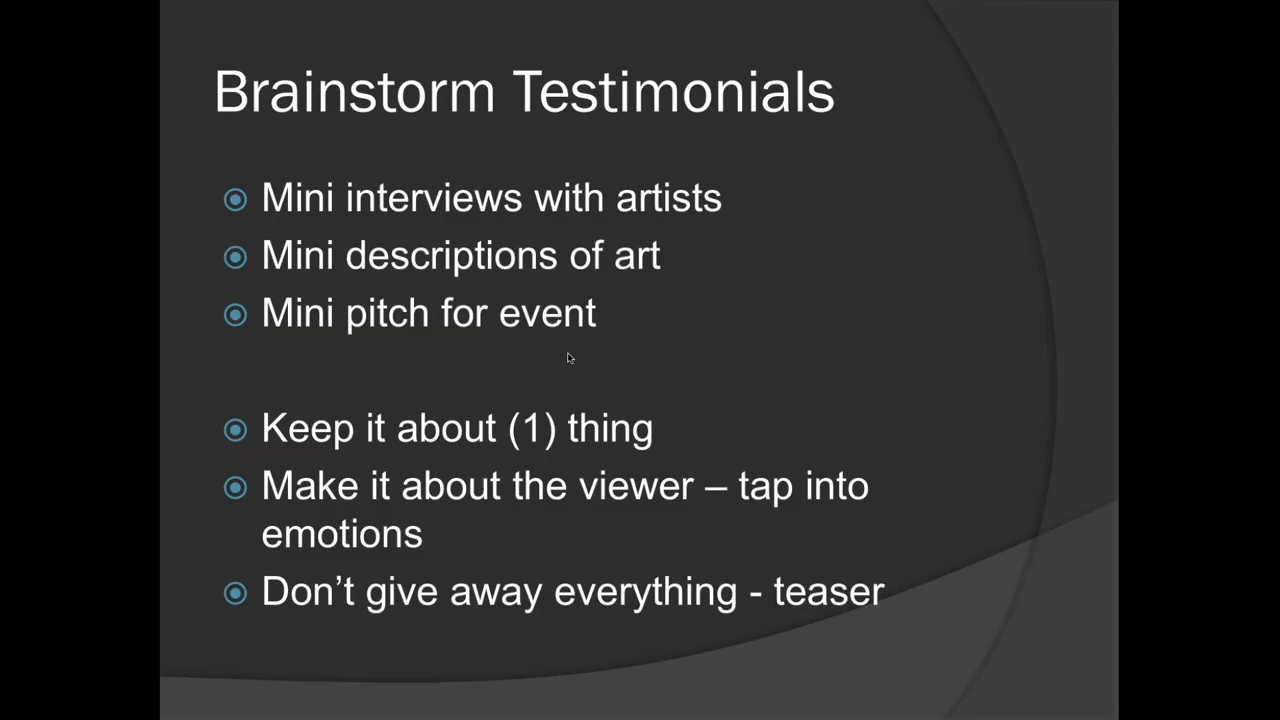 Brainstorm Testimonials
Mini interviews with artists
Mini descriptions of art
Mini pitch for event
Keep it about (1) thing
Make it about the viewer – tap into
emotions
Don’t give away everything - teaser